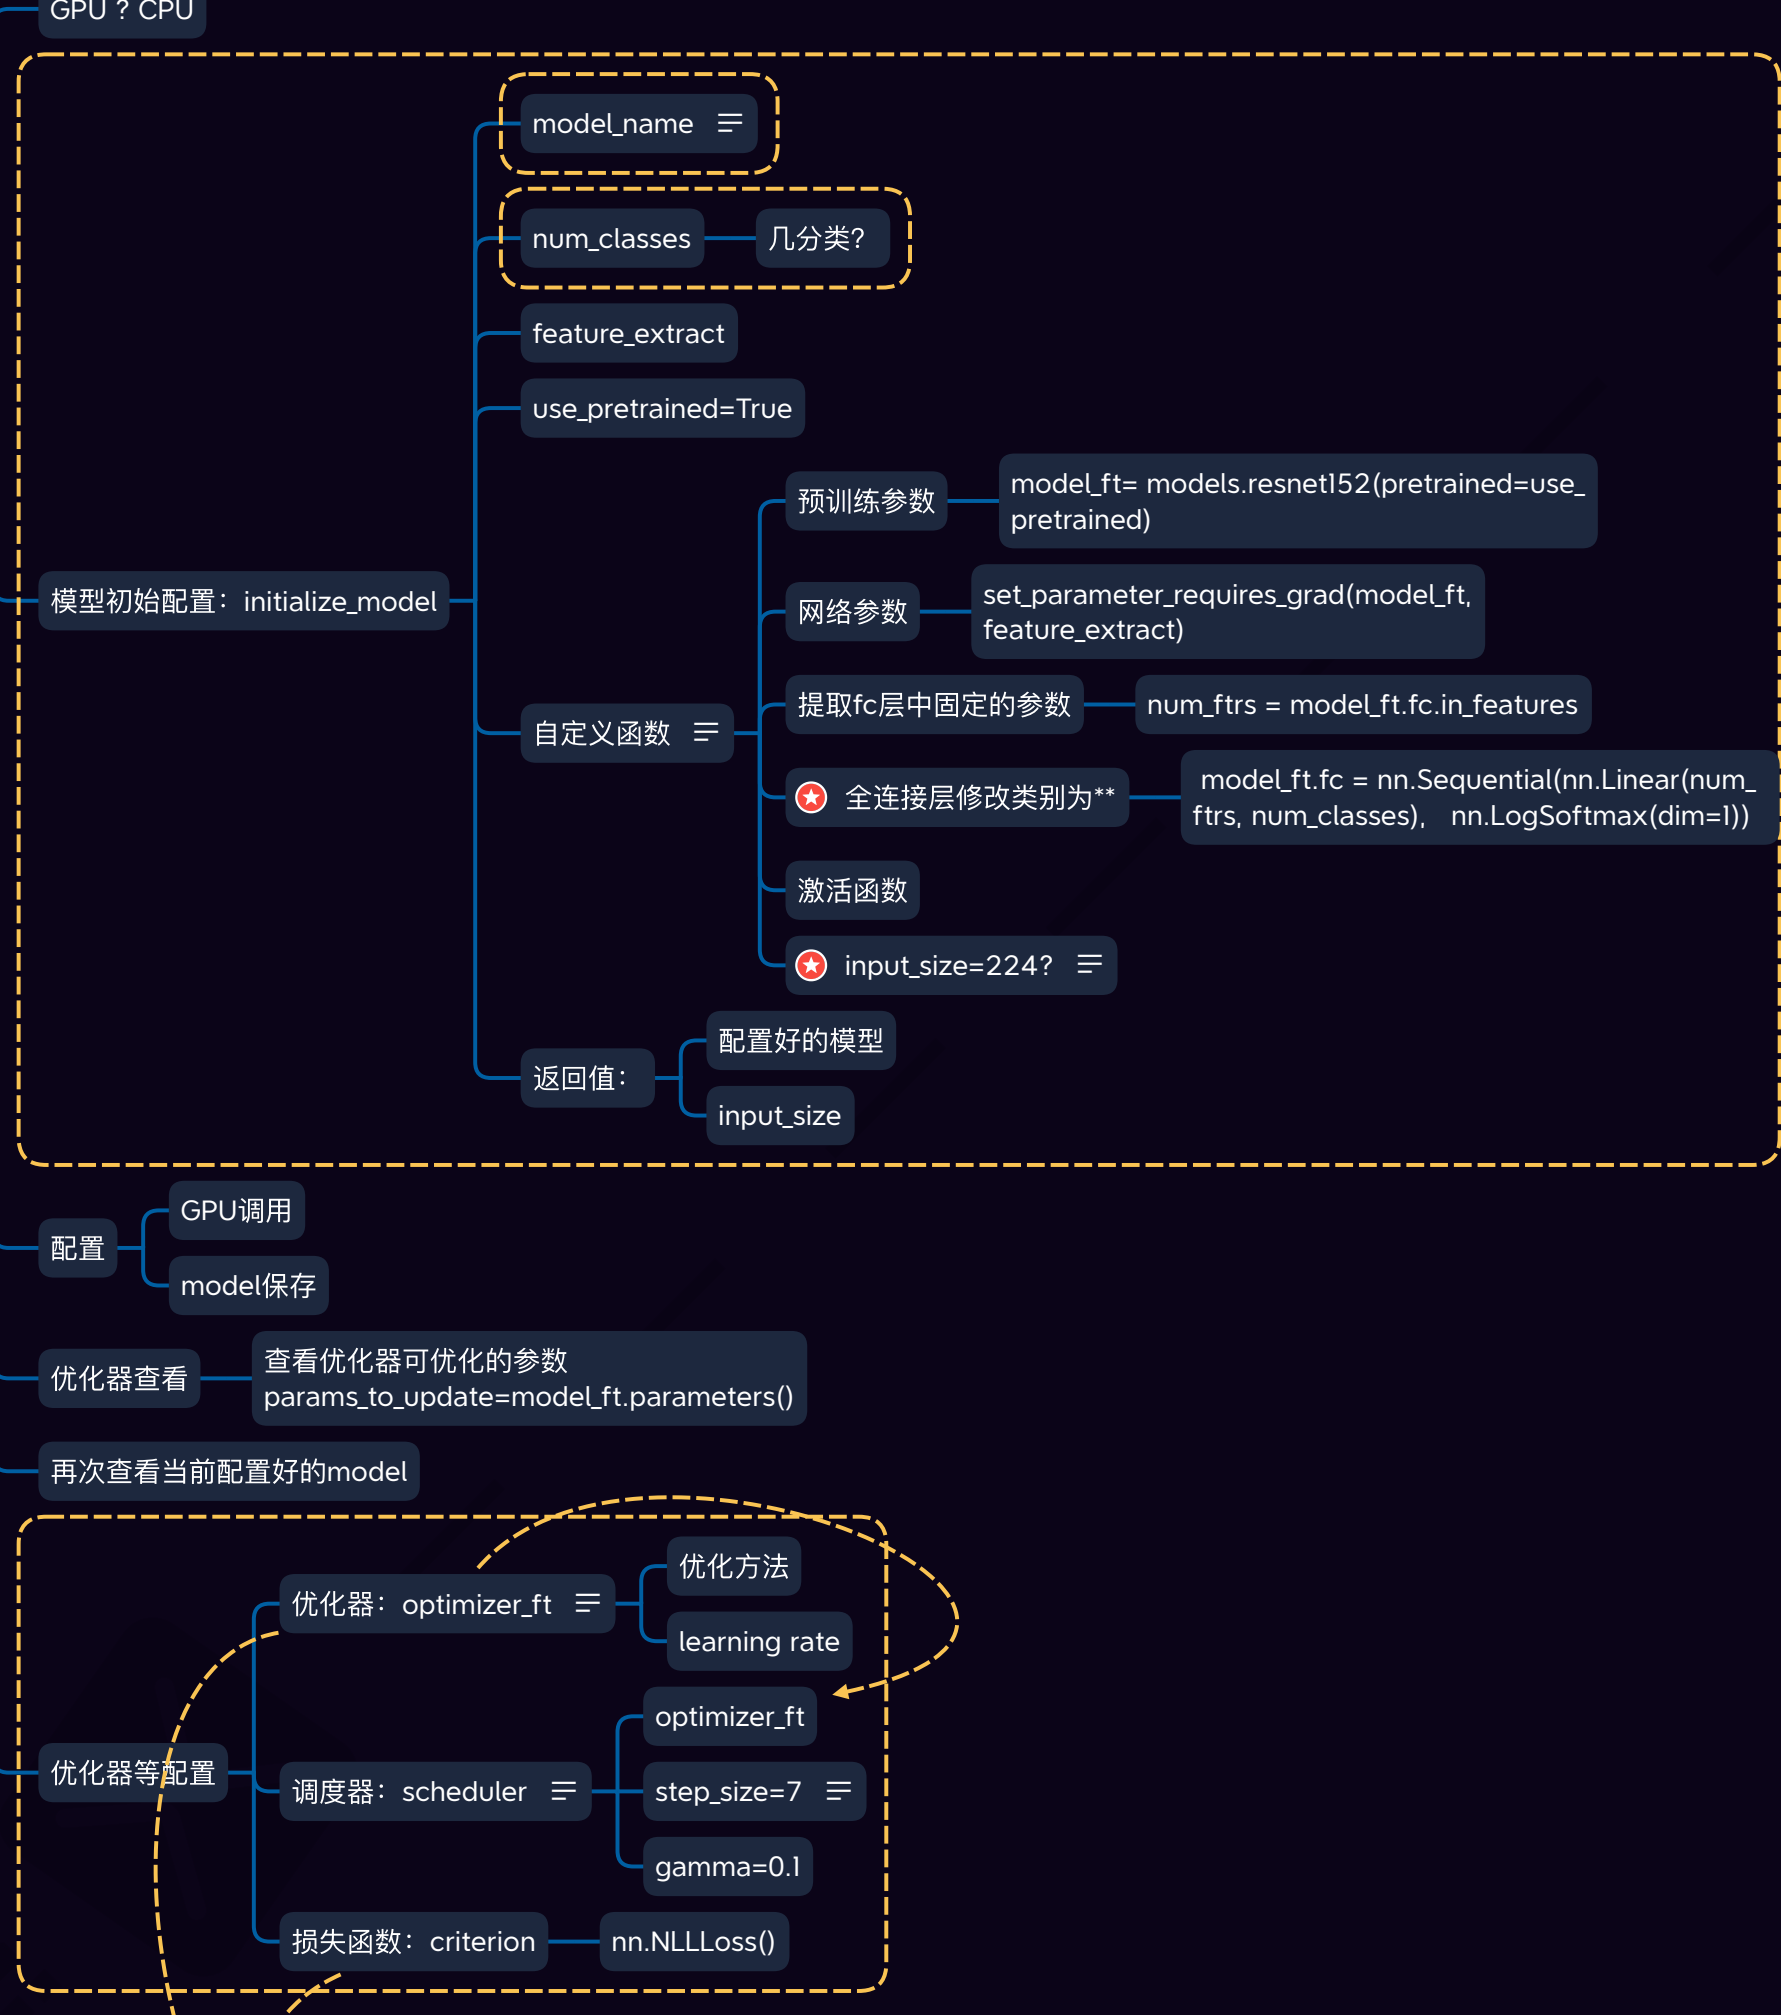 GPU ? CPU
model_name
num_classes
几分类？
feature_extract
use_pretrained=True
预训练参数
model_ft= models.resnet152(pretrained=use_
pretrained)
模型初始配置：initialize_model
网络参数
set_parameter_requires_grad(model_ft,
feature_extract)
自定义函数
提取fc层中固定的参数
num_ftrs = model_ft.fc.in_features
全连接层修改类别为**
model_ft.fc = nn.Sequential(nn.Linear(num_
ftrs, num_classes),   nn.LogSoftmax(dim=1))
激活函数
input_size=224?
返回值：
配置好的模型
input_size
配置
GPU调用
model保存
优化器查看
查看优化器可优化的参数
params_to_update=model_ft.parameters()
再次查看当前配置好的model
优化器等配置
优化器：optimizer_ft
优化方法
learning rate
调度器：scheduler
optimizer_ft
step_size=7
gamma=0.1
损失函数：criterion
nn.NLLLoss()